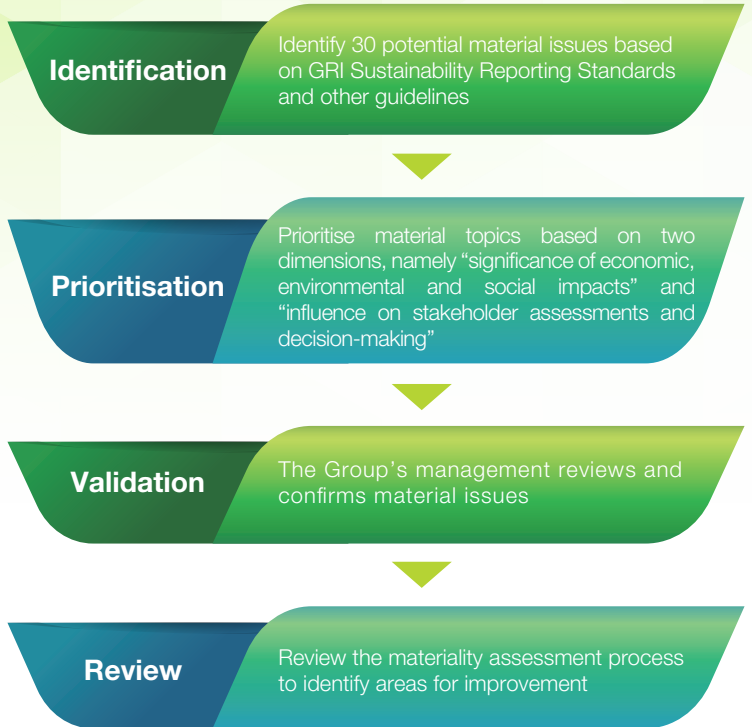 Identification
Identify 30 potential material issues based
on GRI Sustainability Reporting Standards
and other guidelines
Prioritisation
Prioritise material topics based on two
dimensions, namely “significance of economic,
environmental and social impacts” and
“influence on stakeholder assessments and
decision-making”
Validation
The Group’s management reviews and
confirms material issues
Review
Review the materiality assessment process
to identify areas for improvement